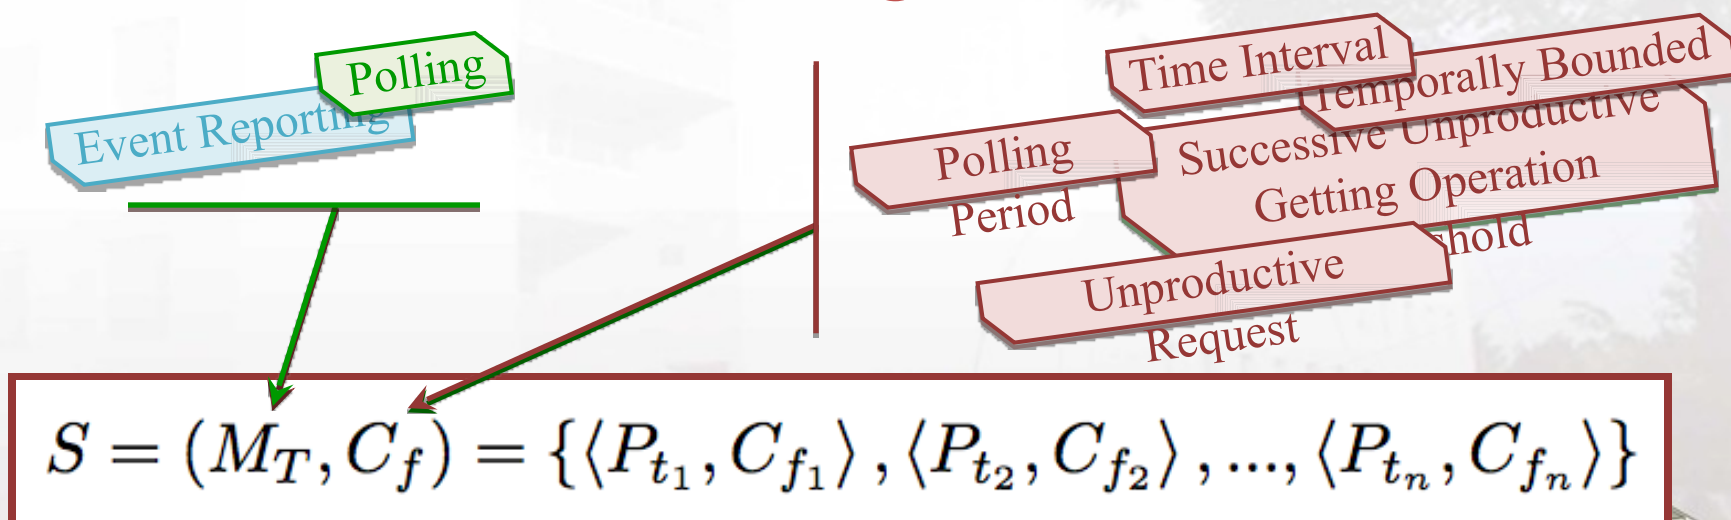 Polling
Event Reporting
Time Interval
Temporally Bounded
Polling
Period
Successive Unproductive
Getting Operation
shold
Unproductive
Request
S = (M_T, C_f) = {⟨P_{t_1}, C_{f_1}⟩, ⟨P_{t_2}, C_{f_2}⟩, ..., ⟨P_{t_n}, C_{f_n}⟩}